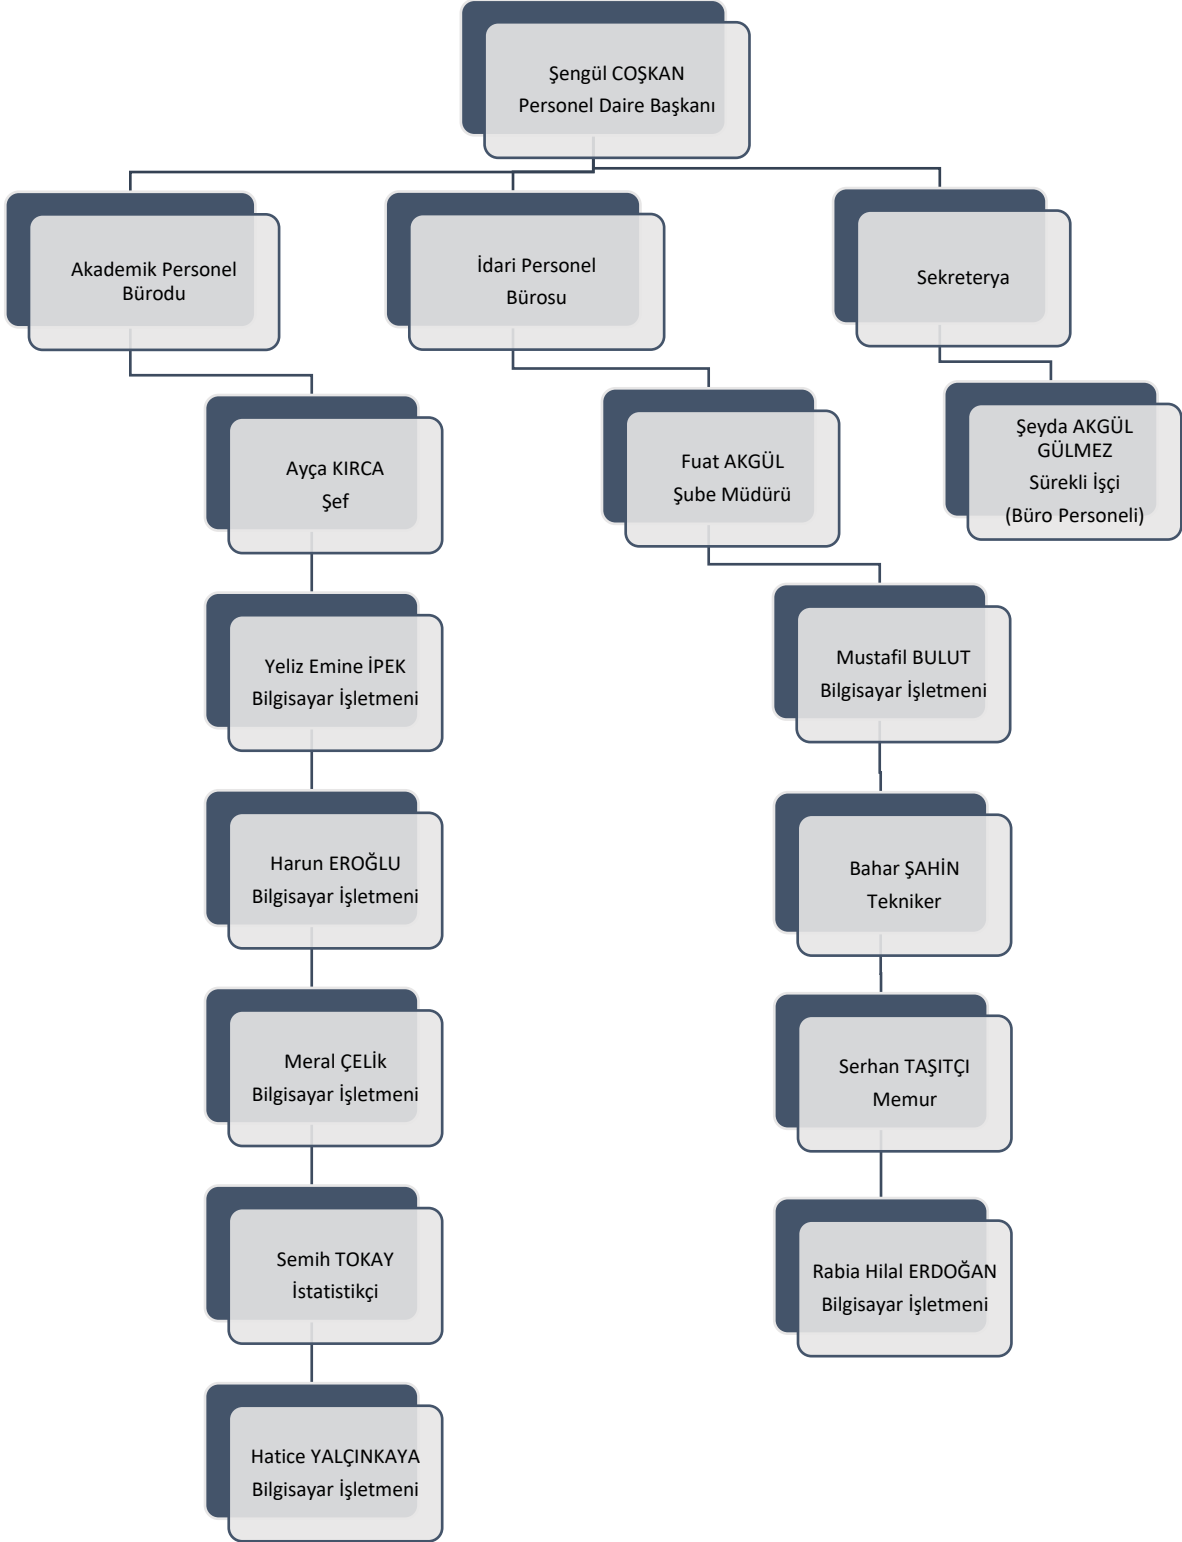 Şengül COŞKAN
Personel Daire Başkanı
Akademik Personel
Bürodu
İdari Personel
Bürosu
Sekreterya
Ayça KIRCA
Şef
Fuat AKGÜL
Şube Müdürü
Şeyda AKGÜL
GÜLMEZ
Sürekli İşçi
(Büro Personeli)
Yeliz Emine İPEK
Bilgisayar İşletmeni
Mustafil BULUT
Bilgisayar İşletmeni
Harun EROĞLU
Bilgisayar İşletmeni
Bahar ŞAHİN
Tekniker
Meral ÇELİk
Bilgisayar İşletmeni
Serhan TAŞITÇI
Memur
Semih TOKAY
İstatistikçi
Rabia Hilal ERDOĞAN
Bilgisayar İşletmeni
Hatice YALÇINKAYA
Bilgisayar İşletmeni